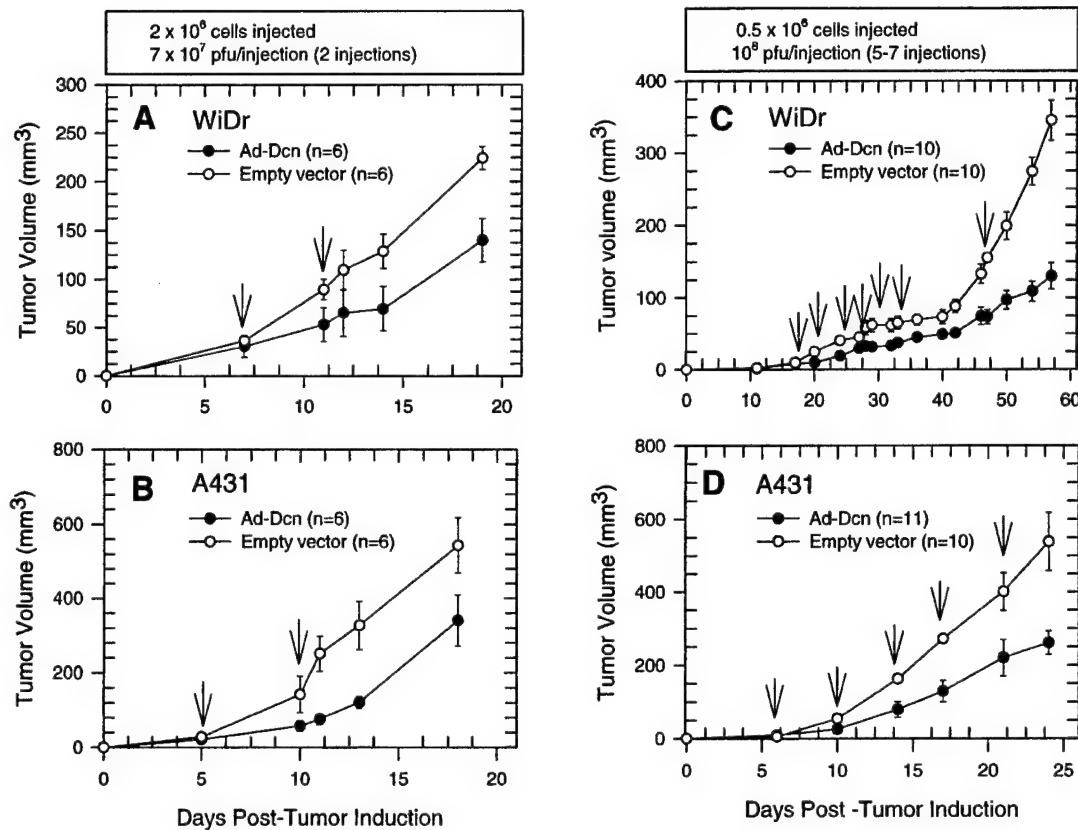 2 x 10⁶ cells injected
7 x 10⁷ pfu/injection (2 injections)
0.5 x 10⁶ cells injected
10⁸ pfu/injection (5-7 injections)
A
WiDr
Ad-Dcn (n=6)
Empty vector (n=6)
Tumor Volume (mm³)
300
250
200
150
100
50
0
0 5 10 15 20
C
WiDr
Ad-Dcn (n=10)
Empty vector (n=10)
Tumor volume (mm³)
400
300
200
100
0
0 10 20 30 40 50 60
B
A431
Ad-Dcn (n=6)
Empty vector (n=6)
Tumor Volume (mm³)
800
600
400
200
0
0 5 10 15 20
Days Post-Tumor Induction
D
A431
Ad-Dcn (n=11)
Empty vector (n=10)
Tumor Volume (mm³)
800
600
400
200
0
0 5 10 15 20 25
Days Post -Tumor Induction